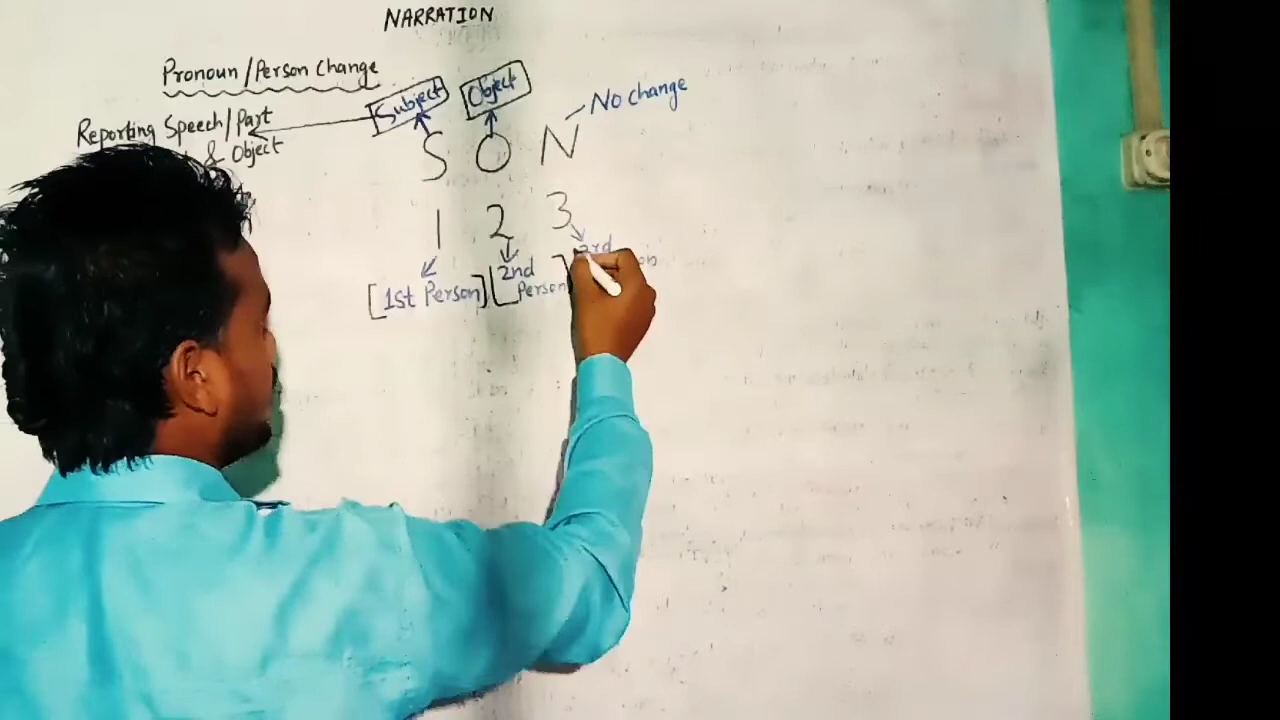 NARRATION
Pronoun/Person Change
Subject Object No change
Reporting Speech/Part
& Object
S O N
1 2 3
[1st Person] [2nd Person] 3rd